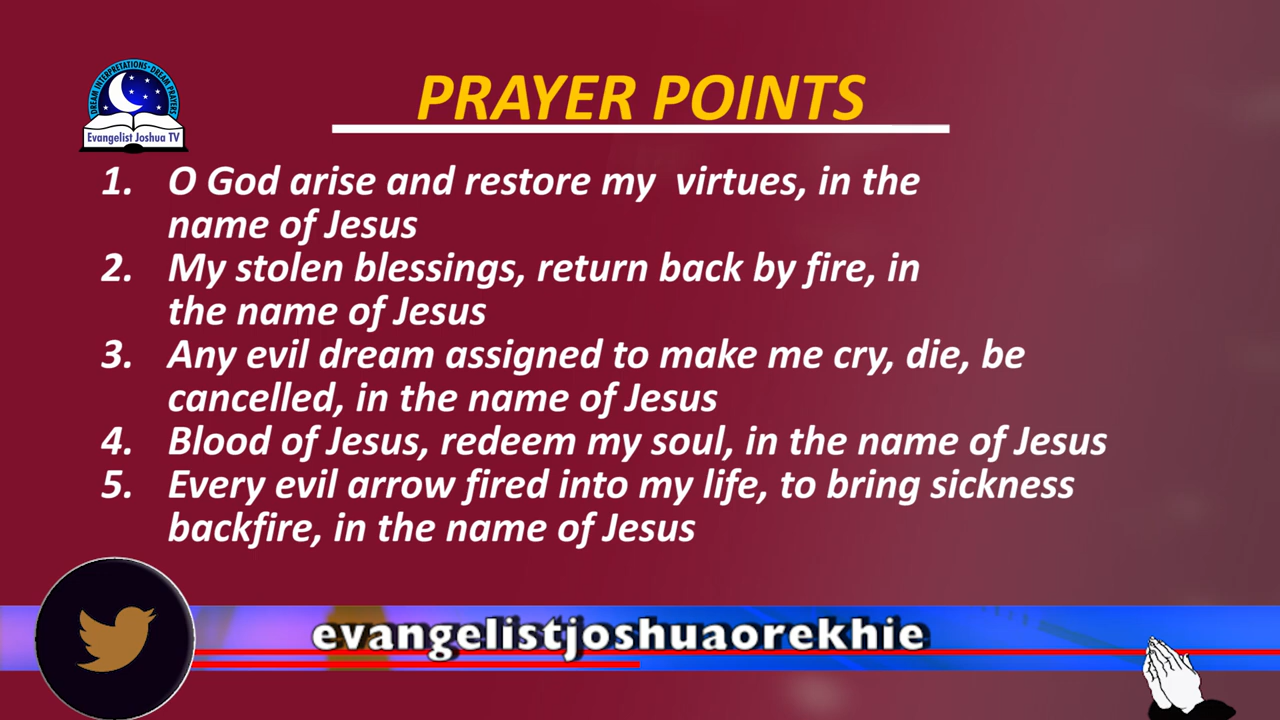 DREAM INTERPRETATIONS• DREAM PRAYERS
Evangelist Joshua TV
PRAYER POINTS
1. O God arise and restore my virtues, in the
name of Jesus
2. My stolen blessings, return back by fire, in
the name of Jesus
3. Any evil dream assigned to make me cry, die, be
cancelled, in the name of Jesus
4. Blood of Jesus, redeem my soul, in the name of Jesus
5. Every evil arrow fired into my life, to bring sickness
backfire, in the name of Jesus
evangelistjoshuaorekhie